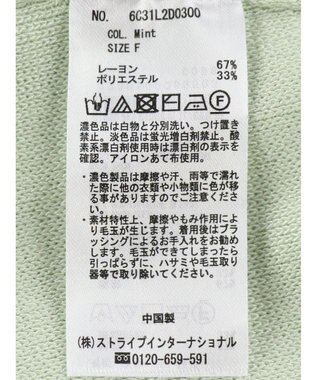 NO. 6C31L2D0300
COL. Mint
SIZE F
レーヨン 67%
ポリエステル 33%
濃色品は白物と分別洗い。つけ置き
禁止。淡色品は蛍光増白剤禁止。酸
素系漂白剤使用時は漂白剤の表示を
確認。アイロンあて布使用。
・濃色製品は摩擦や汗、雨等で濡れ
た際に他の衣類や小物類に色が移
る事がありますのでご注意くださ
い。
・素材特性上、摩擦やもみ作用によ
り毛玉が生じます。着用後はブラ
ッシングによるお手入れをお勧め
します。毛玉ができてしまったら
引っぱらずに、ハサミや毛玉取り
器等で取り除いてください。
中国製
(株)ストライプインターナショナル
0120-659-591